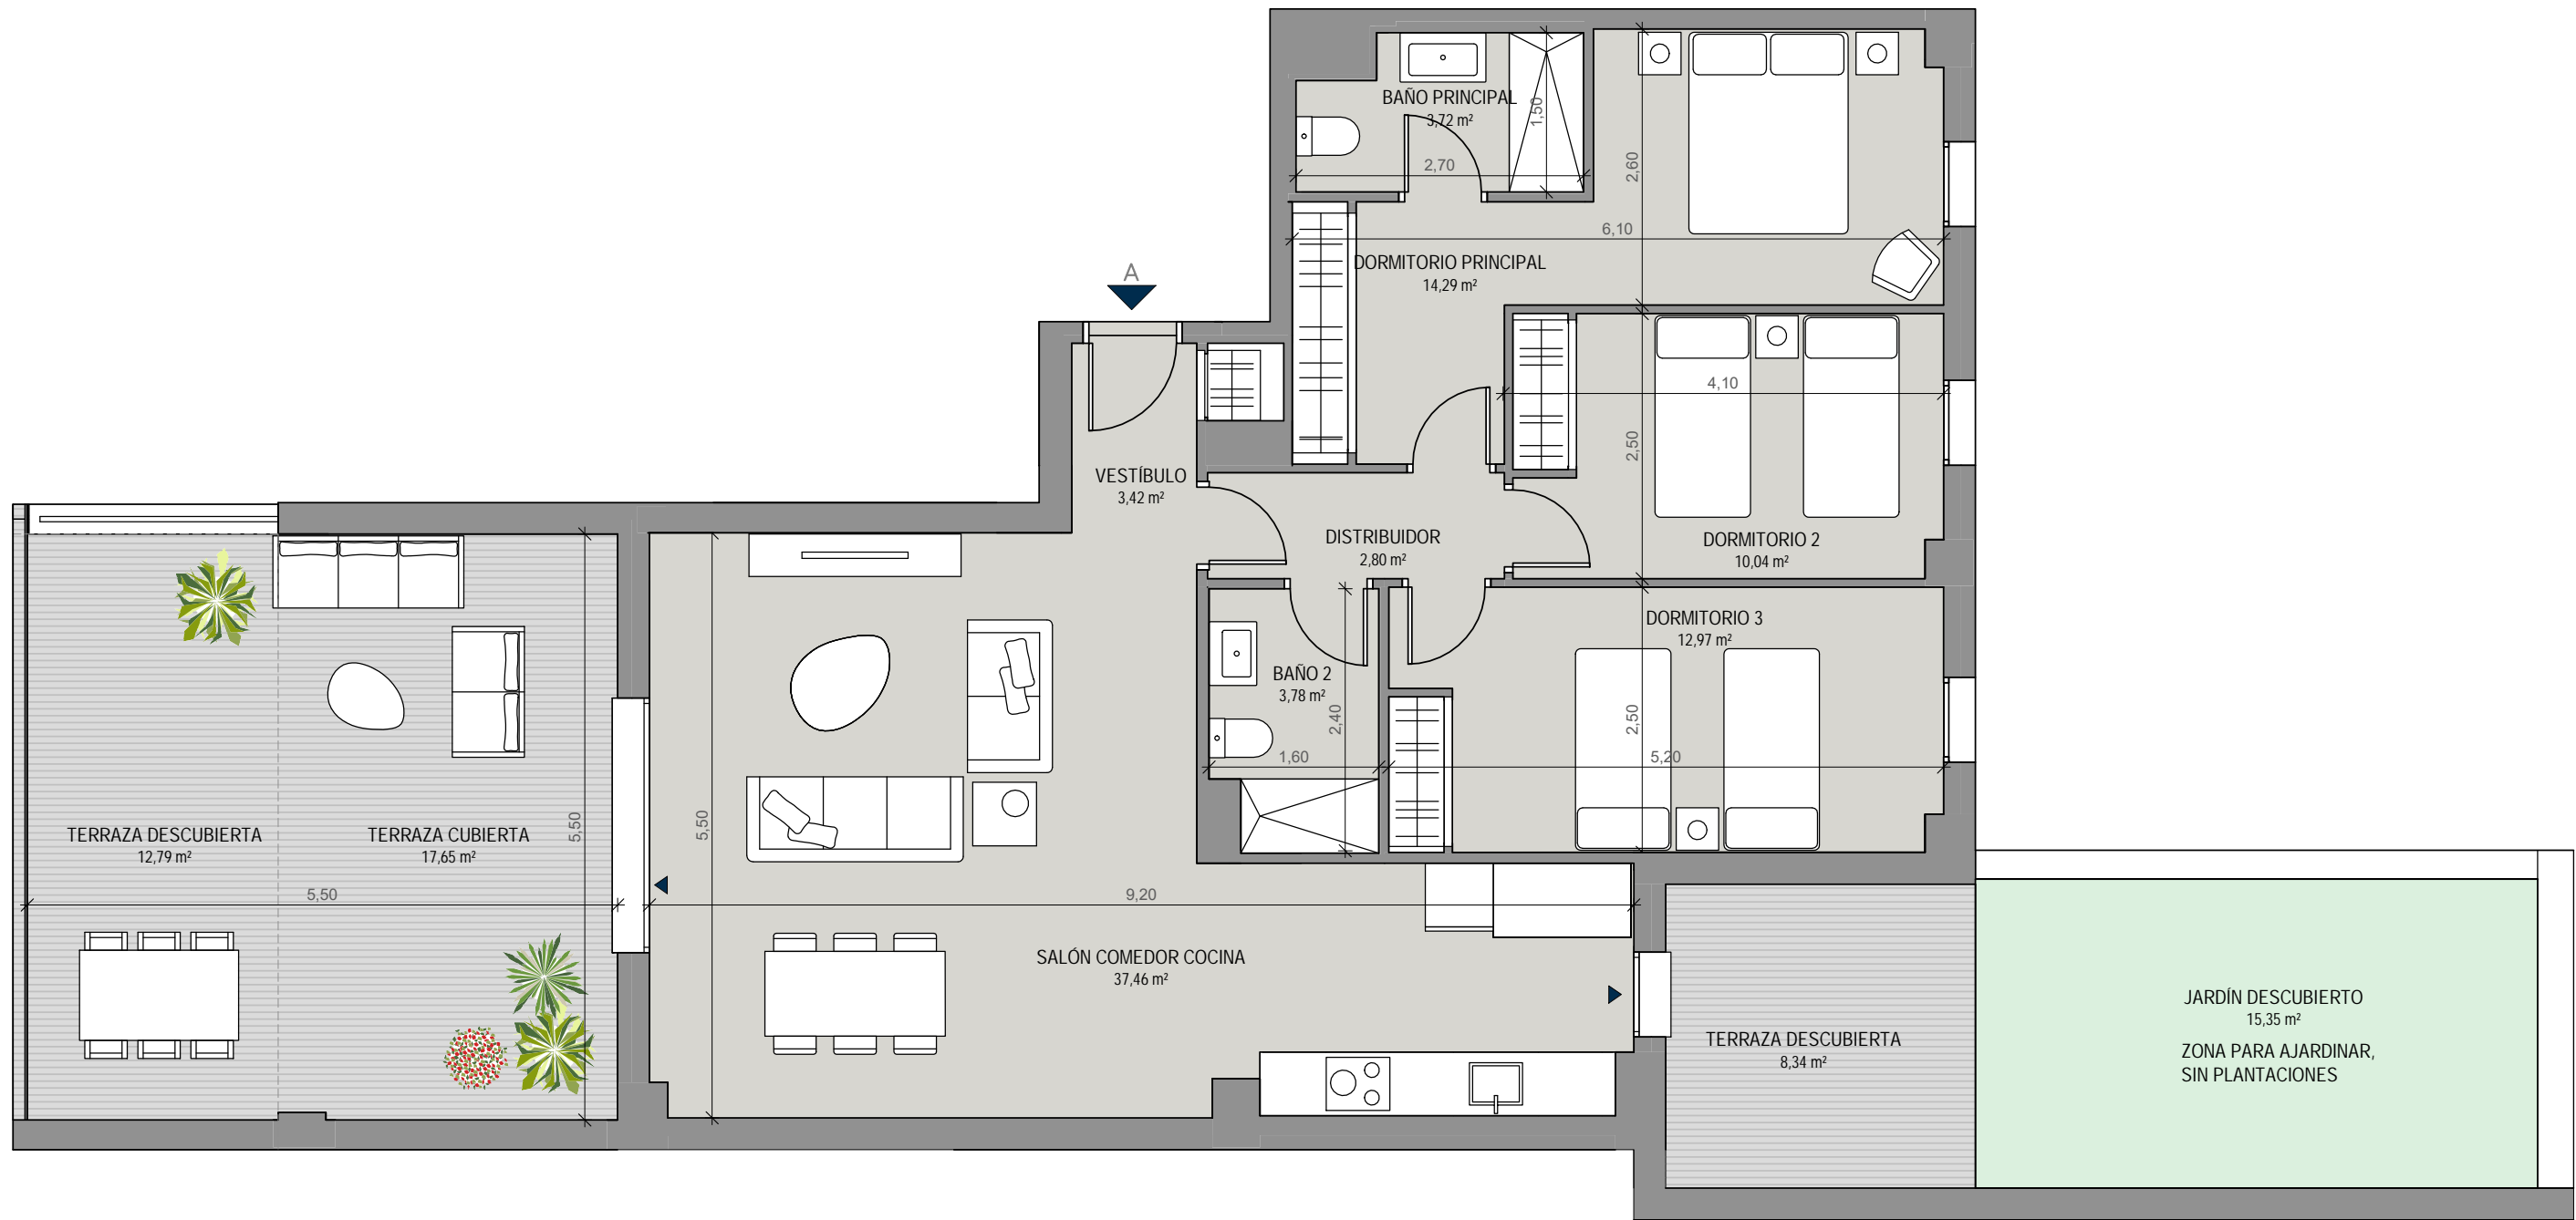 BAÑO PRINCIPAL
3,72 m²
1,50
2,70
2,60
6,10
DORMITORIO PRINCIPAL
14,29 m²
A
4,10
2,50
VESTÍBULO
3,42 m²
DISTRIBUIDOR
2,80 m²
DORMITORIO 2
10,04 m²
DORMITORIO 3
12,97 m²
BAÑO 2
3,78 m²
2,40
1,60
2,50
5,20
TERRAZA DESCUBIERTA
12,79 m²
TERRAZA CUBIERTA
17,65 m²
5,50
5,50
5,50
9,20
SALÓN COMEDOR COCINA
37,46 m²
TERRAZA DESCUBIERTA
8,34 m²
JARDÍN DESCUBIERTO
15,35 m²
ZONA PARA AJARDINAR,
SIN PLANTACIONES